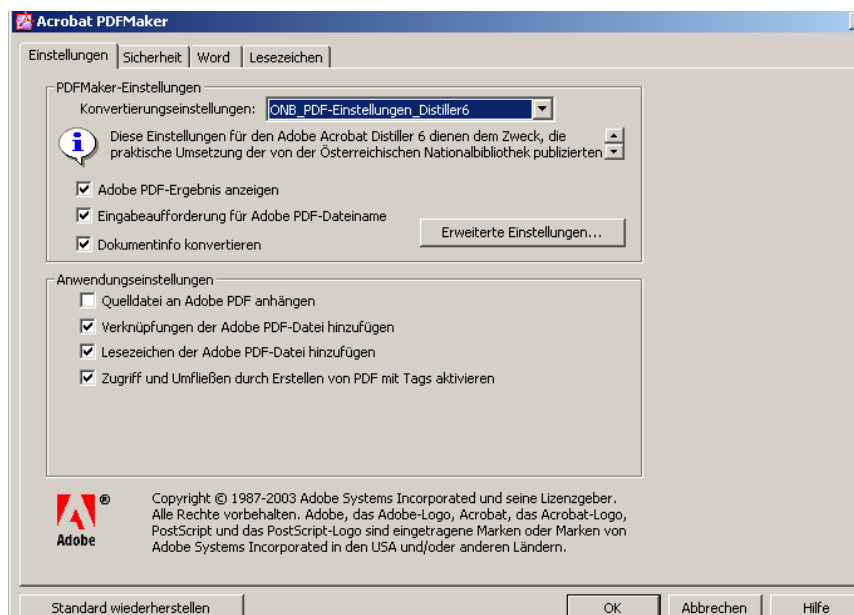 Acrobat PDFMaker
Einstellungen Sicherheit Word Lesezeichen
PDFMaker-Einstellungen
Konvertierungseinstellungen: ONB_PDF-Einstellungen_Distiller6
Diese Einstellungen für den Adobe Acrobat Distiller 6 dienen dem Zweck, die
praktische Umsetzung der von der Österreichischen Nationalbibliothek publizierten
Adobe PDF-Ergebnis anzeigen
Eingabeaufforderung für Adobe PDF-Dateiname
Erweiterte Einstellungen...
Dokumentinfo konvertieren
Anwendungseinstellungen
Quelldatei an Adobe PDF anhängen
Verknüpfungen der Adobe PDF-Datei hinzufügen
Lesezeichen der Adobe PDF-Datei hinzufügen
Zugriff und Umfließen durch Erstellen von PDF mit Tags aktivieren
Adobe ®
Copyright © 1987-2003 Adobe Systems Incorporated und seine Lizenzgeber.
Alle Rechte vorbehalten. Adobe, das Adobe-Logo, Acrobat, das Acrobat-Logo,
PostScript und das PostScript-Logo sind eingetragene Marken oder Marken von
Adobe Systems Incorporated in den USA und/oder anderen Ländern.
Standard wiederherstellen OK Abbrechen Hilfe